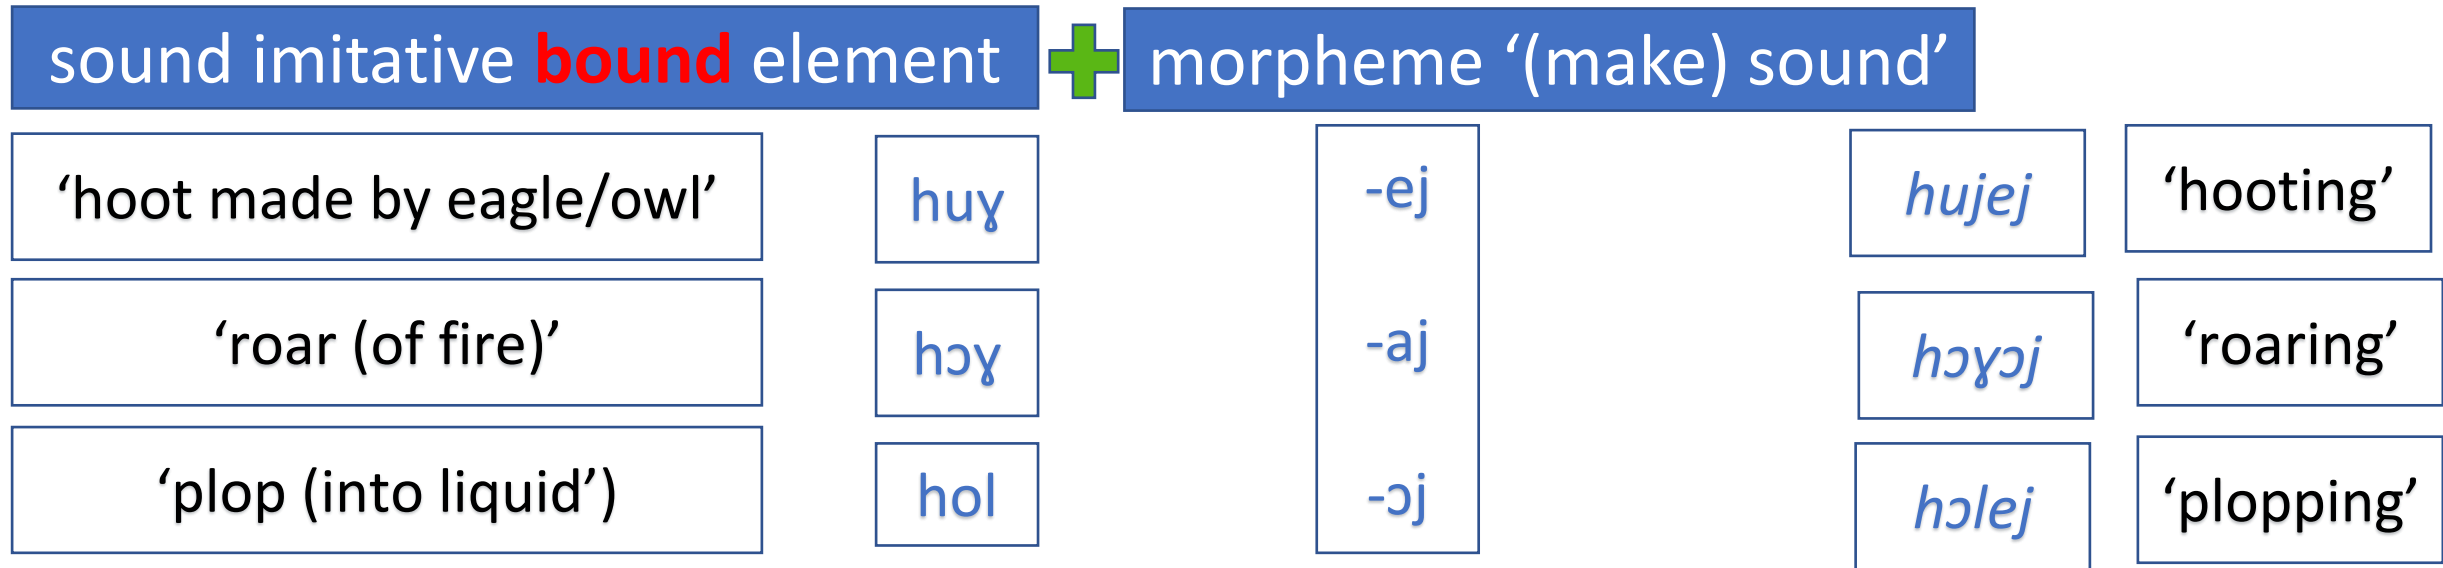 sound imitative bound element
morpheme ‘(make) sound’
‘hoot made by eagle/owl’
huɣ
-ej
hujej
‘hooting’
‘roar (of fire)’
hɔɣ
-aj
hɔɣɔj
‘roaring’
‘plop (into liquid’)
hol
-ɔj
hɔlej
‘plopping’